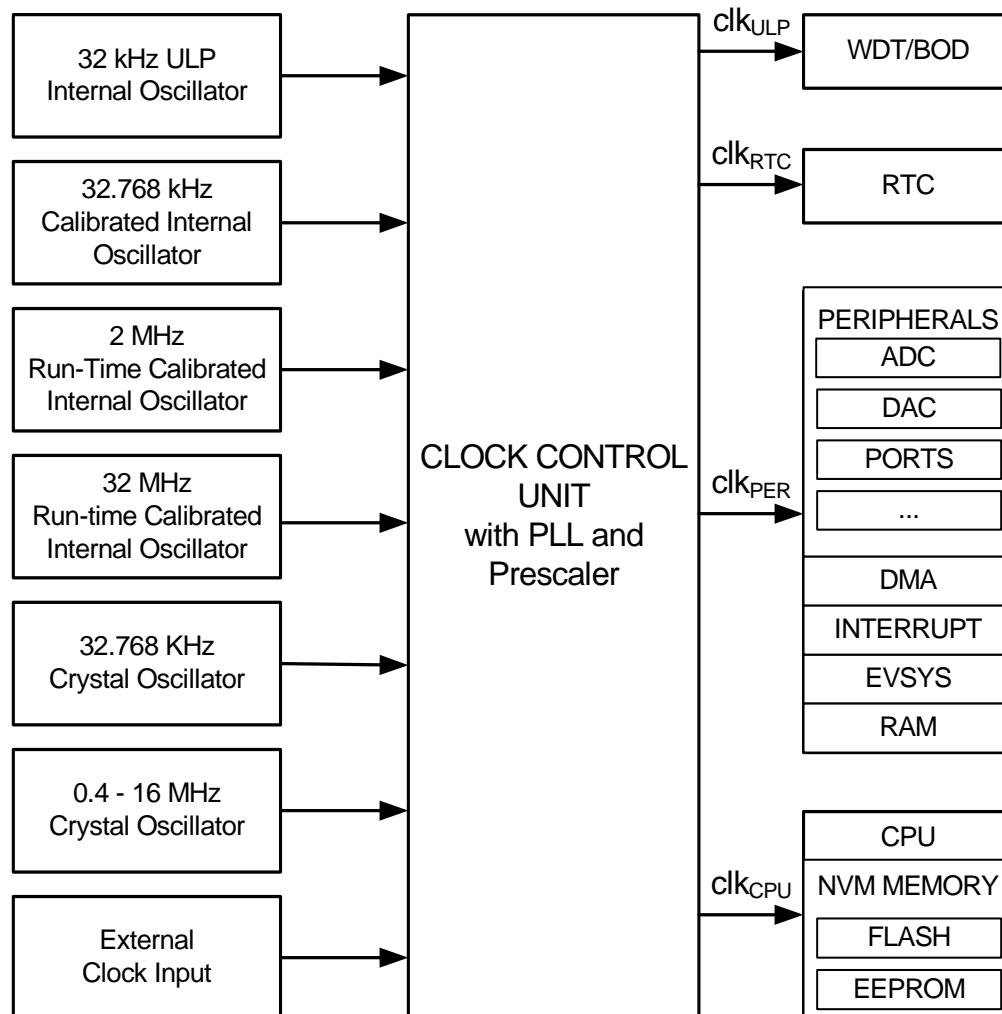 32 kHz ULP
Internal Oscillator
32.768 kHz
Calibrated Internal
Oscillator
2 MHz
Run-Time Calibrated
Internal Oscillator
32 MHz
Run-time Calibrated
Internal Oscillator
32.768 KHz
Crystal Oscillator
0.4 - 16 MHz
Crystal Oscillator
External
Clock Input
CLOCK CONTROL
UNIT
with PLL and
Prescaler
clkULP
clkRTC
clkPER
clkCPU
WDT/BOD
RTC
PERIPHERALS
ADC
DAC
PORTS
...
DMA
INTERRUPT
EVSYS
RAM
CPU
NVM MEMORY
FLASH
EEPROM